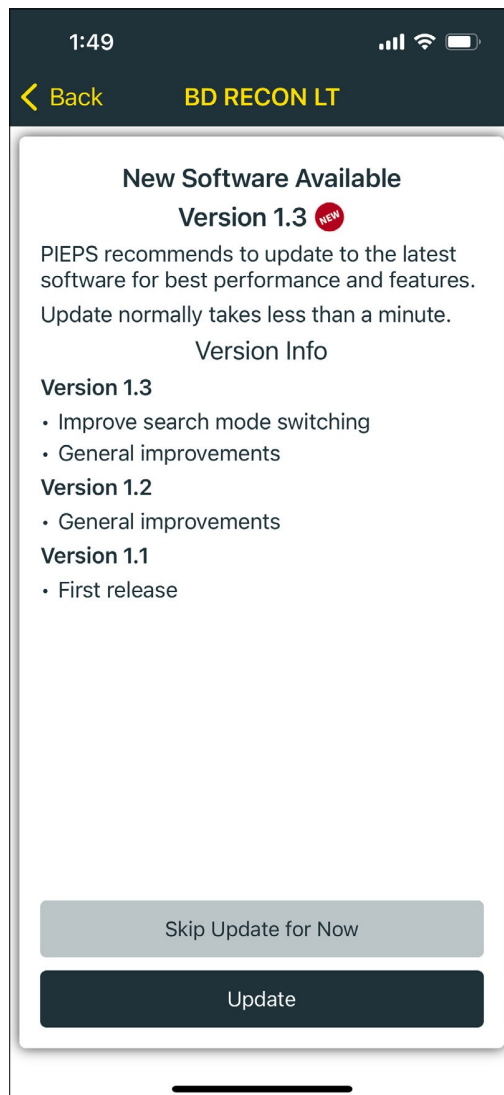 1:49
Back BD RECON LT
New Software Available
Version 1.3 NEW
PIEPS recommends to update to the latest
software for best performance and features.
Update normally takes less than a minute.
Version Info
Version 1.3
• Improve search mode switching
• General improvements
Version 1.2
• General improvements
Version 1.1
• First release
Skip Update for Now
Update